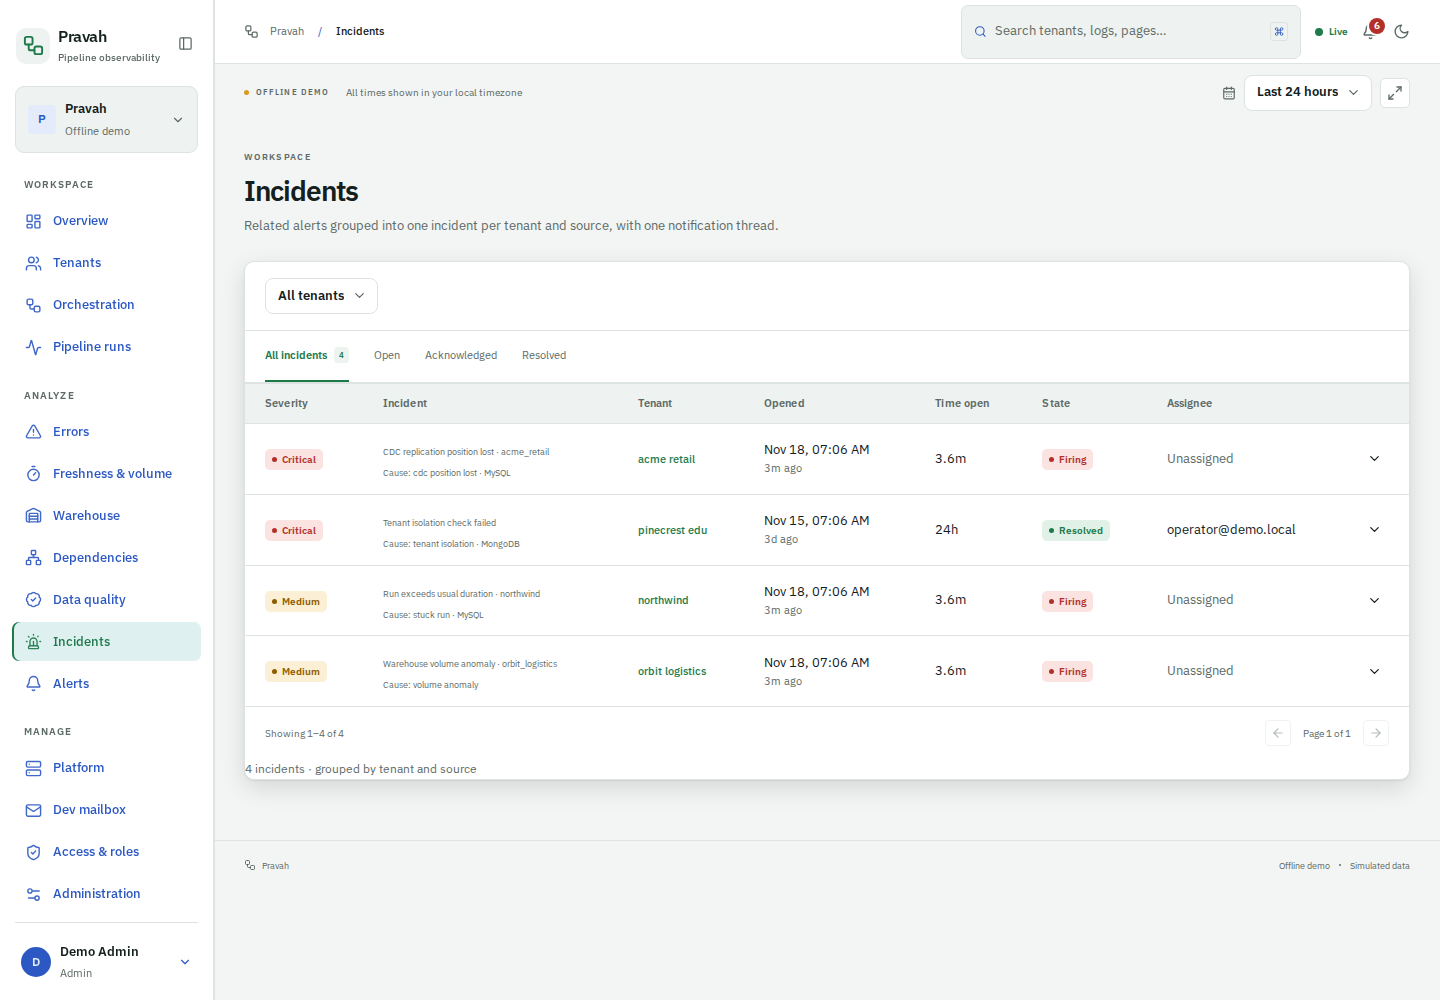 Pravah
Pipeline observability
P
Pravah
Offline demo
WORKSPACE
Overview
Tenants
Orchestration
Pipeline runs
ANALYZE
Errors
Freshness & volume
Warehouse
Dependencies
Data quality
Incidents
Alerts
MANAGE
Platform
Dev mailbox
Access & roles
Administration
D
Demo Admin
Admin
Pravah / Incidents
Search tenants, logs, pages... ⌘
Live
6
OFFLINE DEMO All times shown in your local timezone
Last 24 hours
WORKSPACE
Incidents
Related alerts grouped into one incident per tenant and source, with one notification thread.
All tenants
All incidents 4 Open Acknowledged Resolved
Severity Incident Tenant Opened Time open State Assignee
Critical CDC replication position lost · acme_retail acme retail Nov 18, 07:06 AM 3.6m Firing Unassigned
Cause: cdc position lost · MySQL 3m ago
Critical Tenant isolation check failed pinecrest edu Nov 15, 07:06 AM 24h Resolved operator@demo.local
Cause: tenant isolation · MongoDB 3d ago
Medium Run exceeds usual duration · northwind northwind Nov 18, 07:06 AM 3.6m Firing Unassigned
Cause: stuck run · MySQL 3m ago
Medium Warehouse volume anomaly · orbit_logistics orbit logistics Nov 18, 07:06 AM 3.6m Firing Unassigned
Cause: volume anomaly 3m ago
Showing 1–4 of 4 Page 1 of 1
4 incidents · grouped by tenant and source
Pravah Offline demo • Simulated data